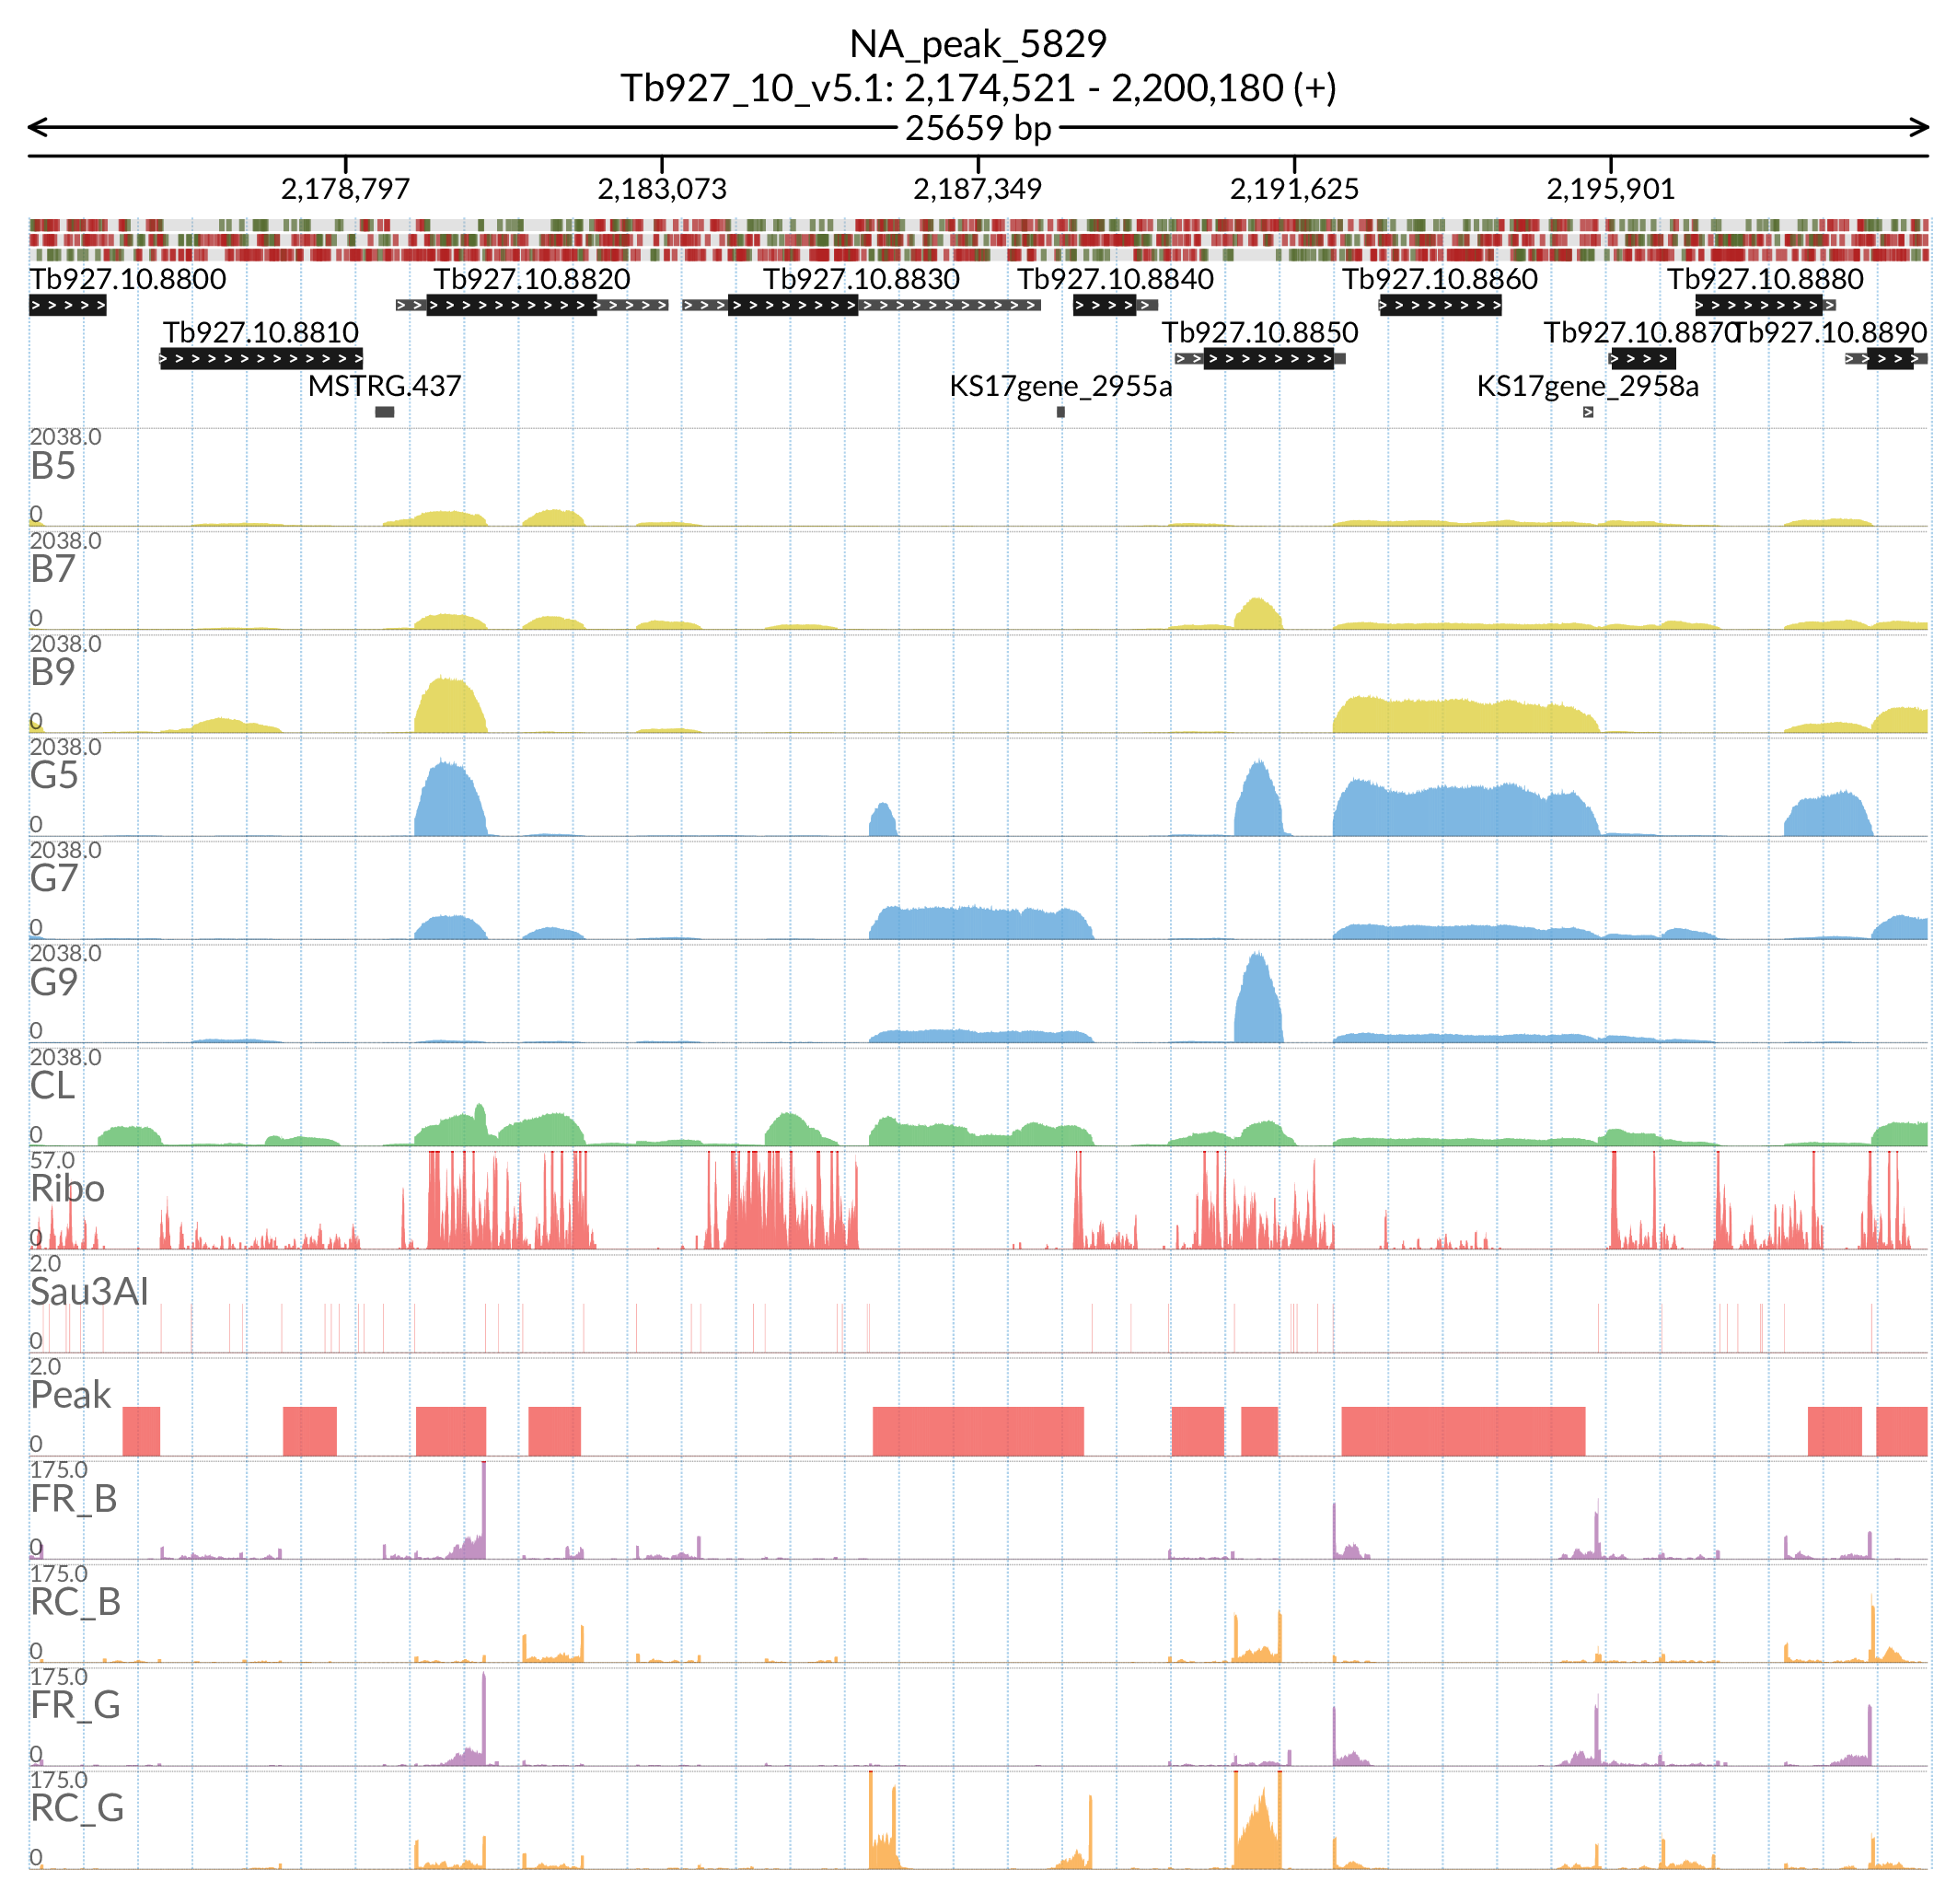 NA_peak_5829
Tb927_10_v5.1: 2,174,521 - 2,200,180 (+)
25659 bp
2,178,797 2,183,073 2,187,349 2,191,625 2,195,901
Tb927.10.8800 Tb927.10.8820 Tb927.10.8830 Tb927.10.8840 Tb927.10.8860 Tb927.10.8880
Tb927.10.8810 Tb927.10.8850 Tb927.10.8870 Tb927.10.8890
MSTRG.437 KS17gene_2955a KS17gene_2958a
2038.0
B5
0
2038.0
B7
0
2038.0
B9
0
2038.0
G5
0
2038.0
G7
0
2038.0
G9
0
2038.0
CL
0
57.0
Ribo
0
2.0
Sau3AI
0
2.0
Peak
0
175.0
FR_B
0
175.0
RC_B
0
175.0
FR_G
0
175.0
RC_G
0